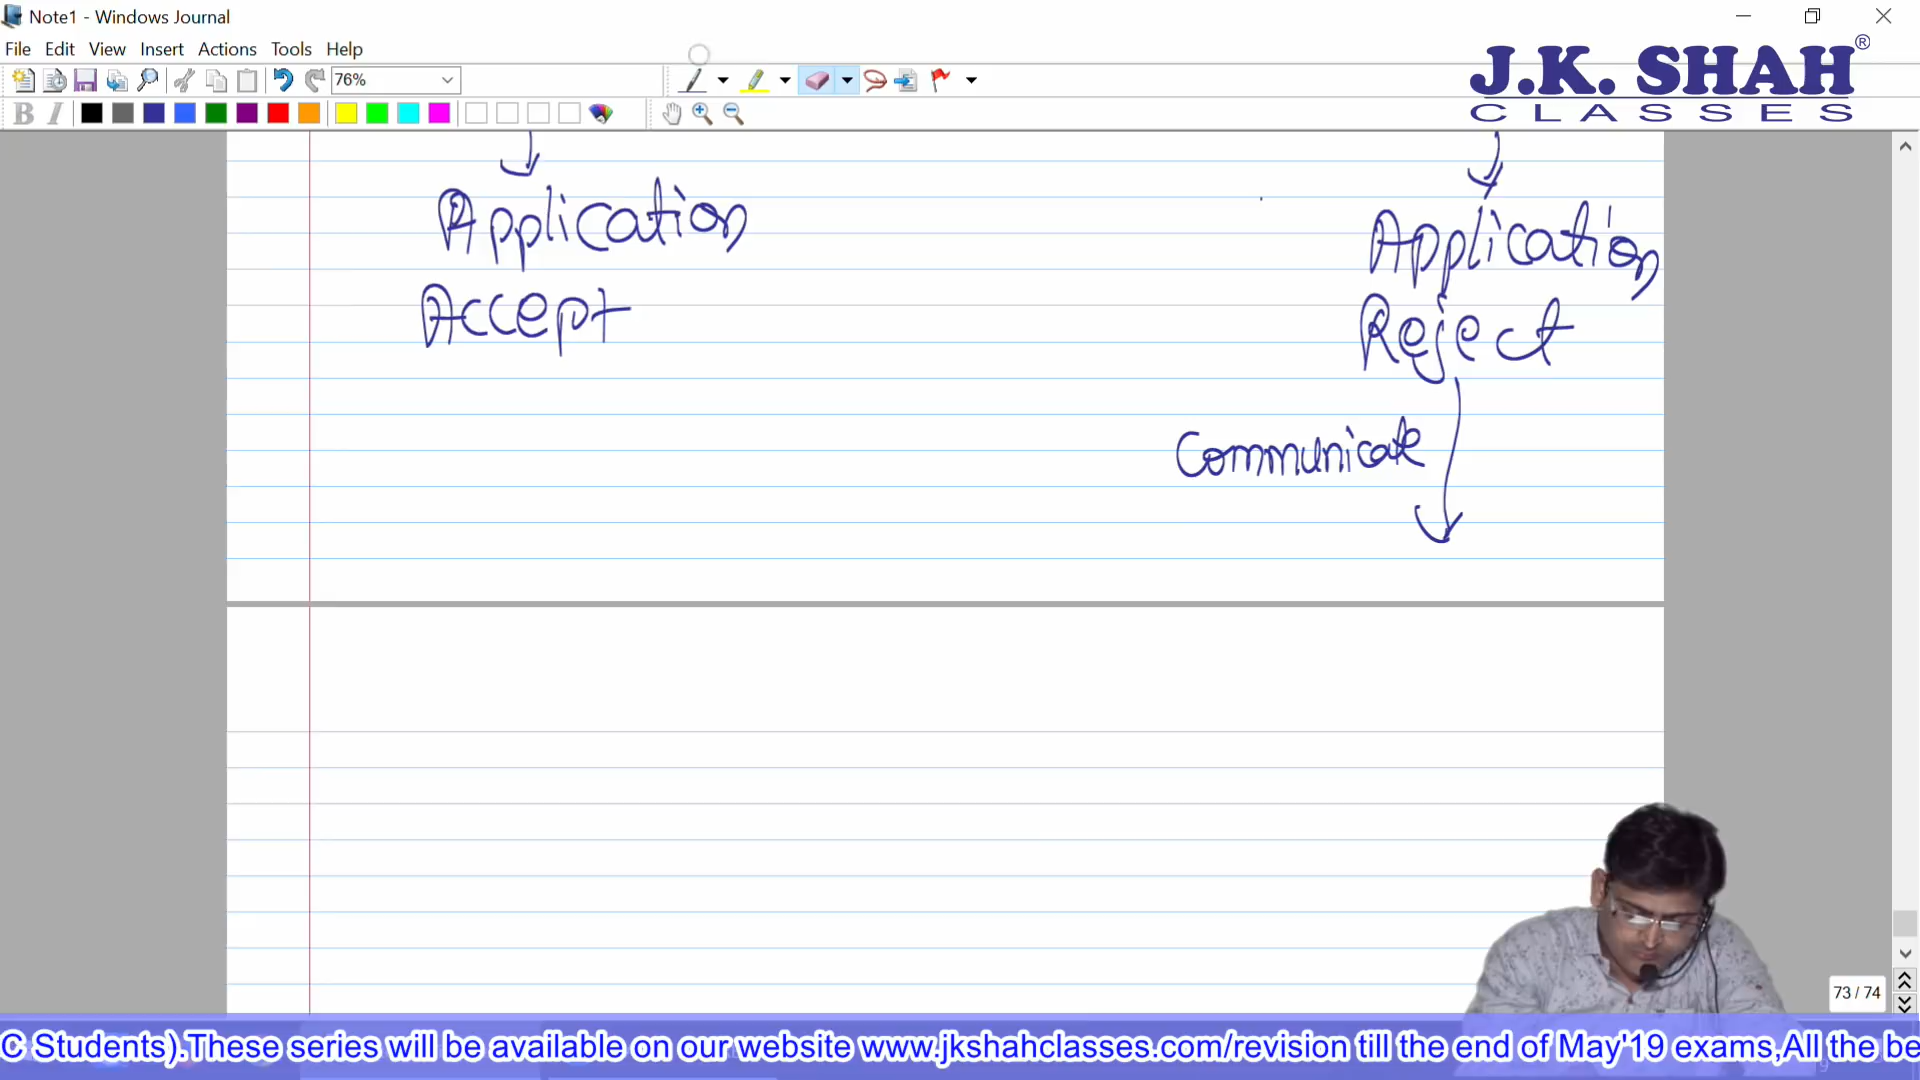 Note1 - Windows Journal
File Edit View Insert Actions Tools Help
76%
B I
J.K. SHAH®
CLASSES
Application
Accept
Application
Reject
Communicate
73 / 74
C Students).These series will be available on our website www.jkshahclasses.com/revision till the end of May'19 exams,All the be